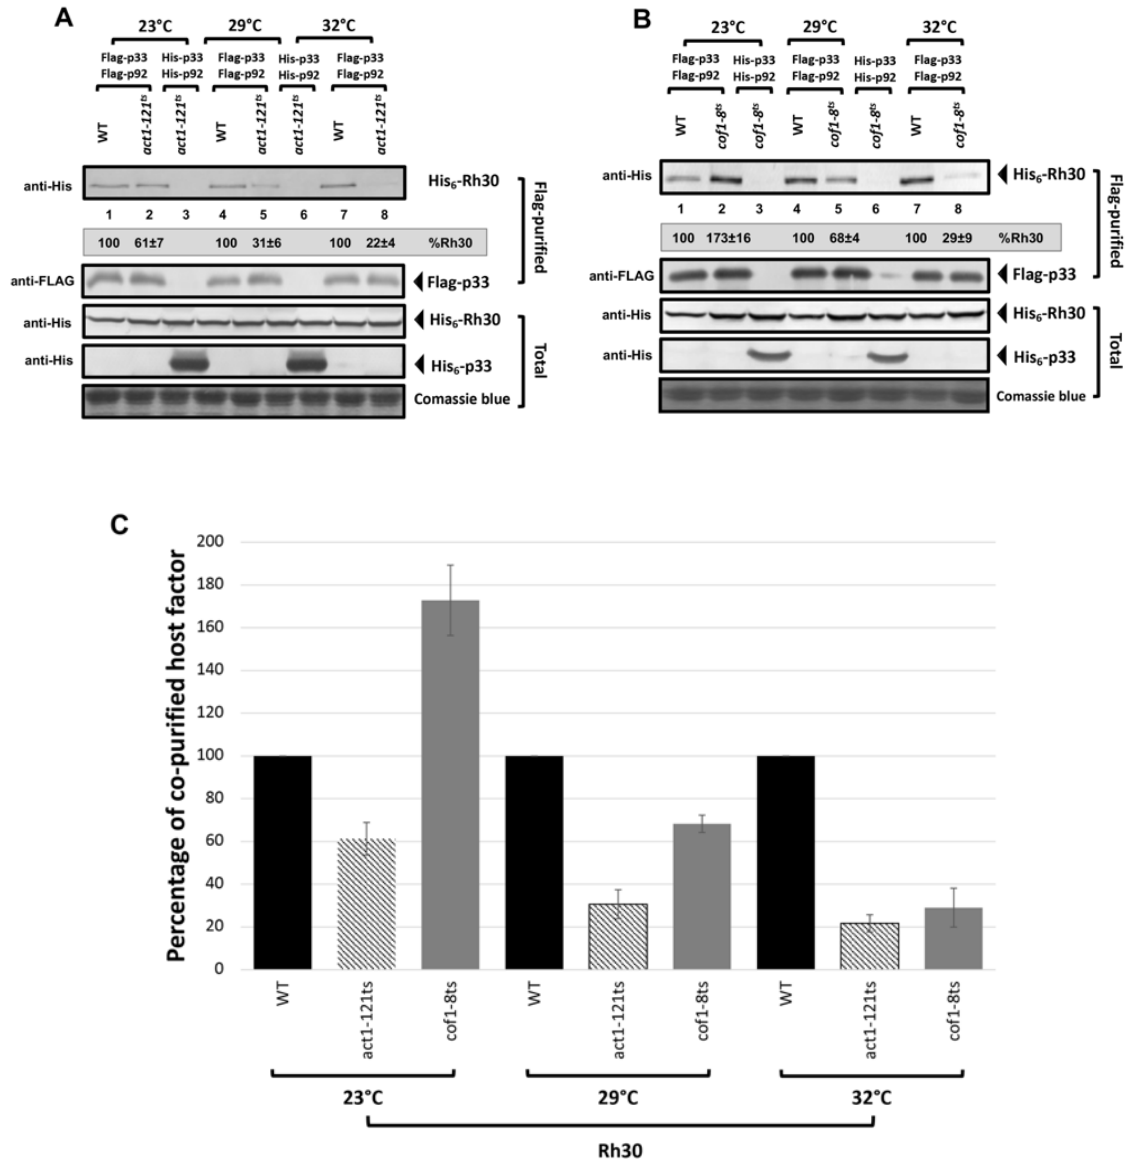 A
23°C 29°C 32°C
Flag-p33 His-p33 Flag-p33 His-p33 Flag-p33
Flag-p92 His-p92 Flag-p92 His-p92 Flag-p92
WT act1-121ts act1-121ts WT act1-121ts act1-121ts WT act1-121ts
anti-His His6-Rh30
1 2 3 4 5 6 7 8
100 61±7 100 31±6 100 22±4 %Rh30
anti-FLAG Flag-p33
Flag-purified
anti-His His6-Rh30
anti-His His6-p33
Comassie blue
Total
B
23°C 29°C 32°C
Flag-p33 His-p33 Flag-p33 His-p33 Flag-p33
Flag-p92 His-p92 Flag-p92 His-p92 Flag-p92
WT cof1-8ts cof1-8ts WT cof1-8ts cof1-8ts WT cof1-8ts
anti-His His6-Rh30
1 2 3 4 5 6 7 8
100 173±16 100 68±4 100 29±9 %Rh30
anti-FLAG Flag-p33
Flag-purified
anti-His His6-Rh30
anti-His His6-p33
Comassie blue
Total
C
Percentage of co-purified host factor
200
180
160
140
120
100
80
60
40
20
0
WT act1-121ts cof1-8ts WT act1-121ts cof1-8ts WT act1-121ts cof1-8ts
23°C 29°C 32°C
Rh30